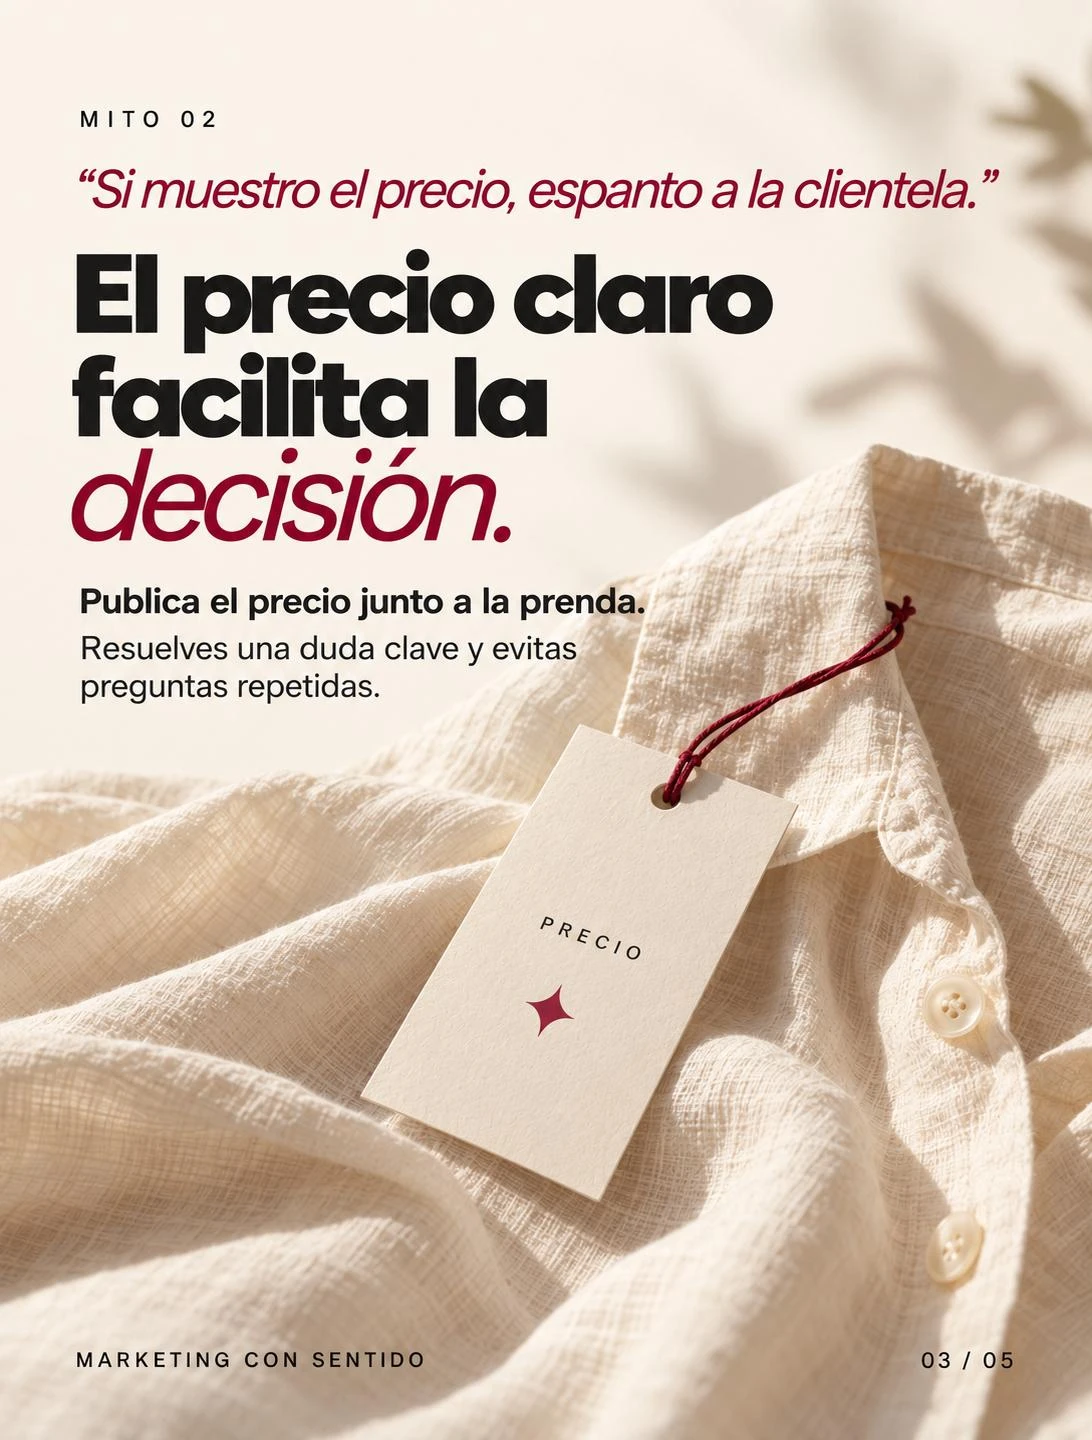 MITO 02
“Si muestro el precio, espanto a la clientela.”
El precio claro
facilita la
decisión.
Publica el precio junto a la prenda.
Resuelves una duda clave y evitas
preguntas repetidas.
PRECIO
MARKETING CON SENTIDO
03 / 05